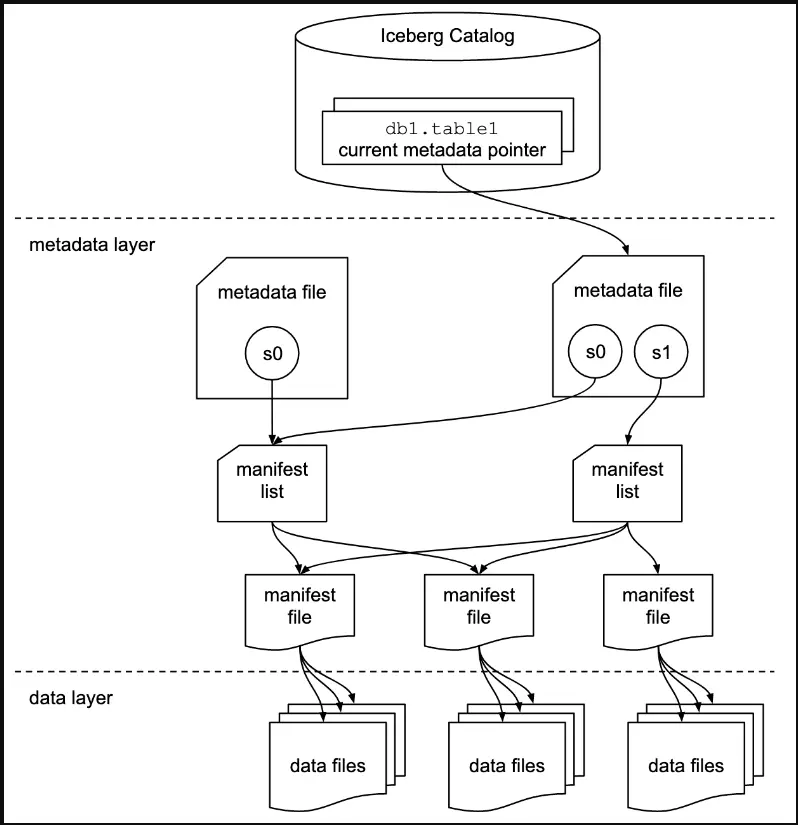 Iceberg Catalog
db1.table1
current metadata pointer
metadata layer
metadata file
s0
metadata file
s0
s1
manifest
list
manifest
list
manifest
file
manifest
file
manifest
file
data layer
data files
data files
data files